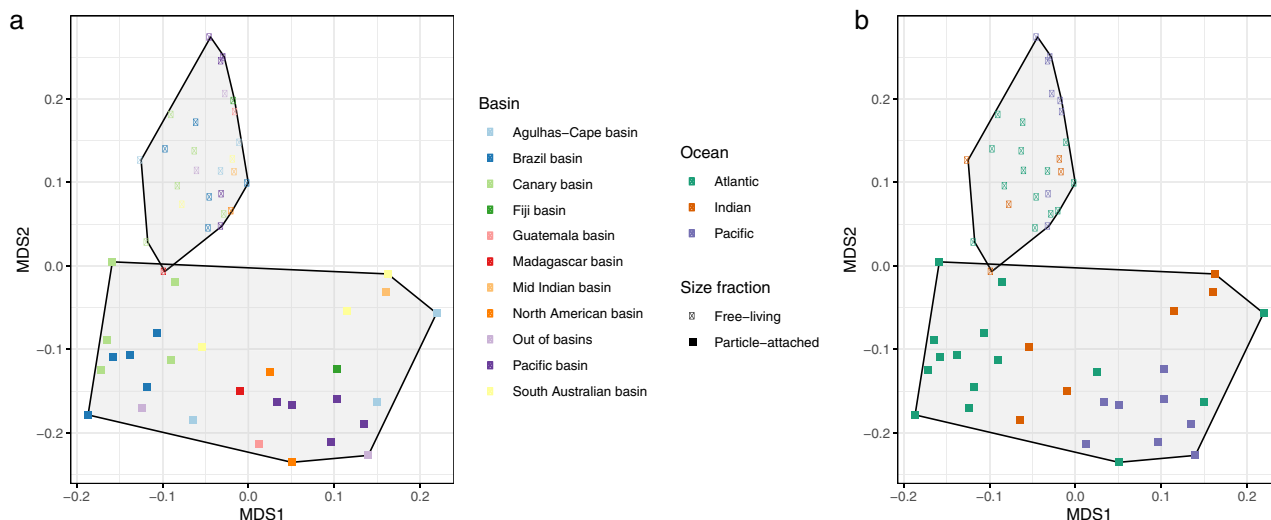 a
b
0.2
0.1
0.0
−0.1
−0.2
MDS2
−0.2
−0.1
0.0
0.1
0.2
MDS1
Basin
Agulhas−Cape basin
Brazil basin
Canary basin
Fiji basin
Guatemala basin
Madagascar basin
Mid Indian basin
North American basin
Out of basins
Pacific basin
South Australian basin
Ocean
Atlantic
Indian
Pacific
Size fraction
Free−living
Particle−attached
0.2
0.1
0.0
−0.1
−0.2
MDS2
−0.2
−0.1
0.0
0.1
0.2
MDS1